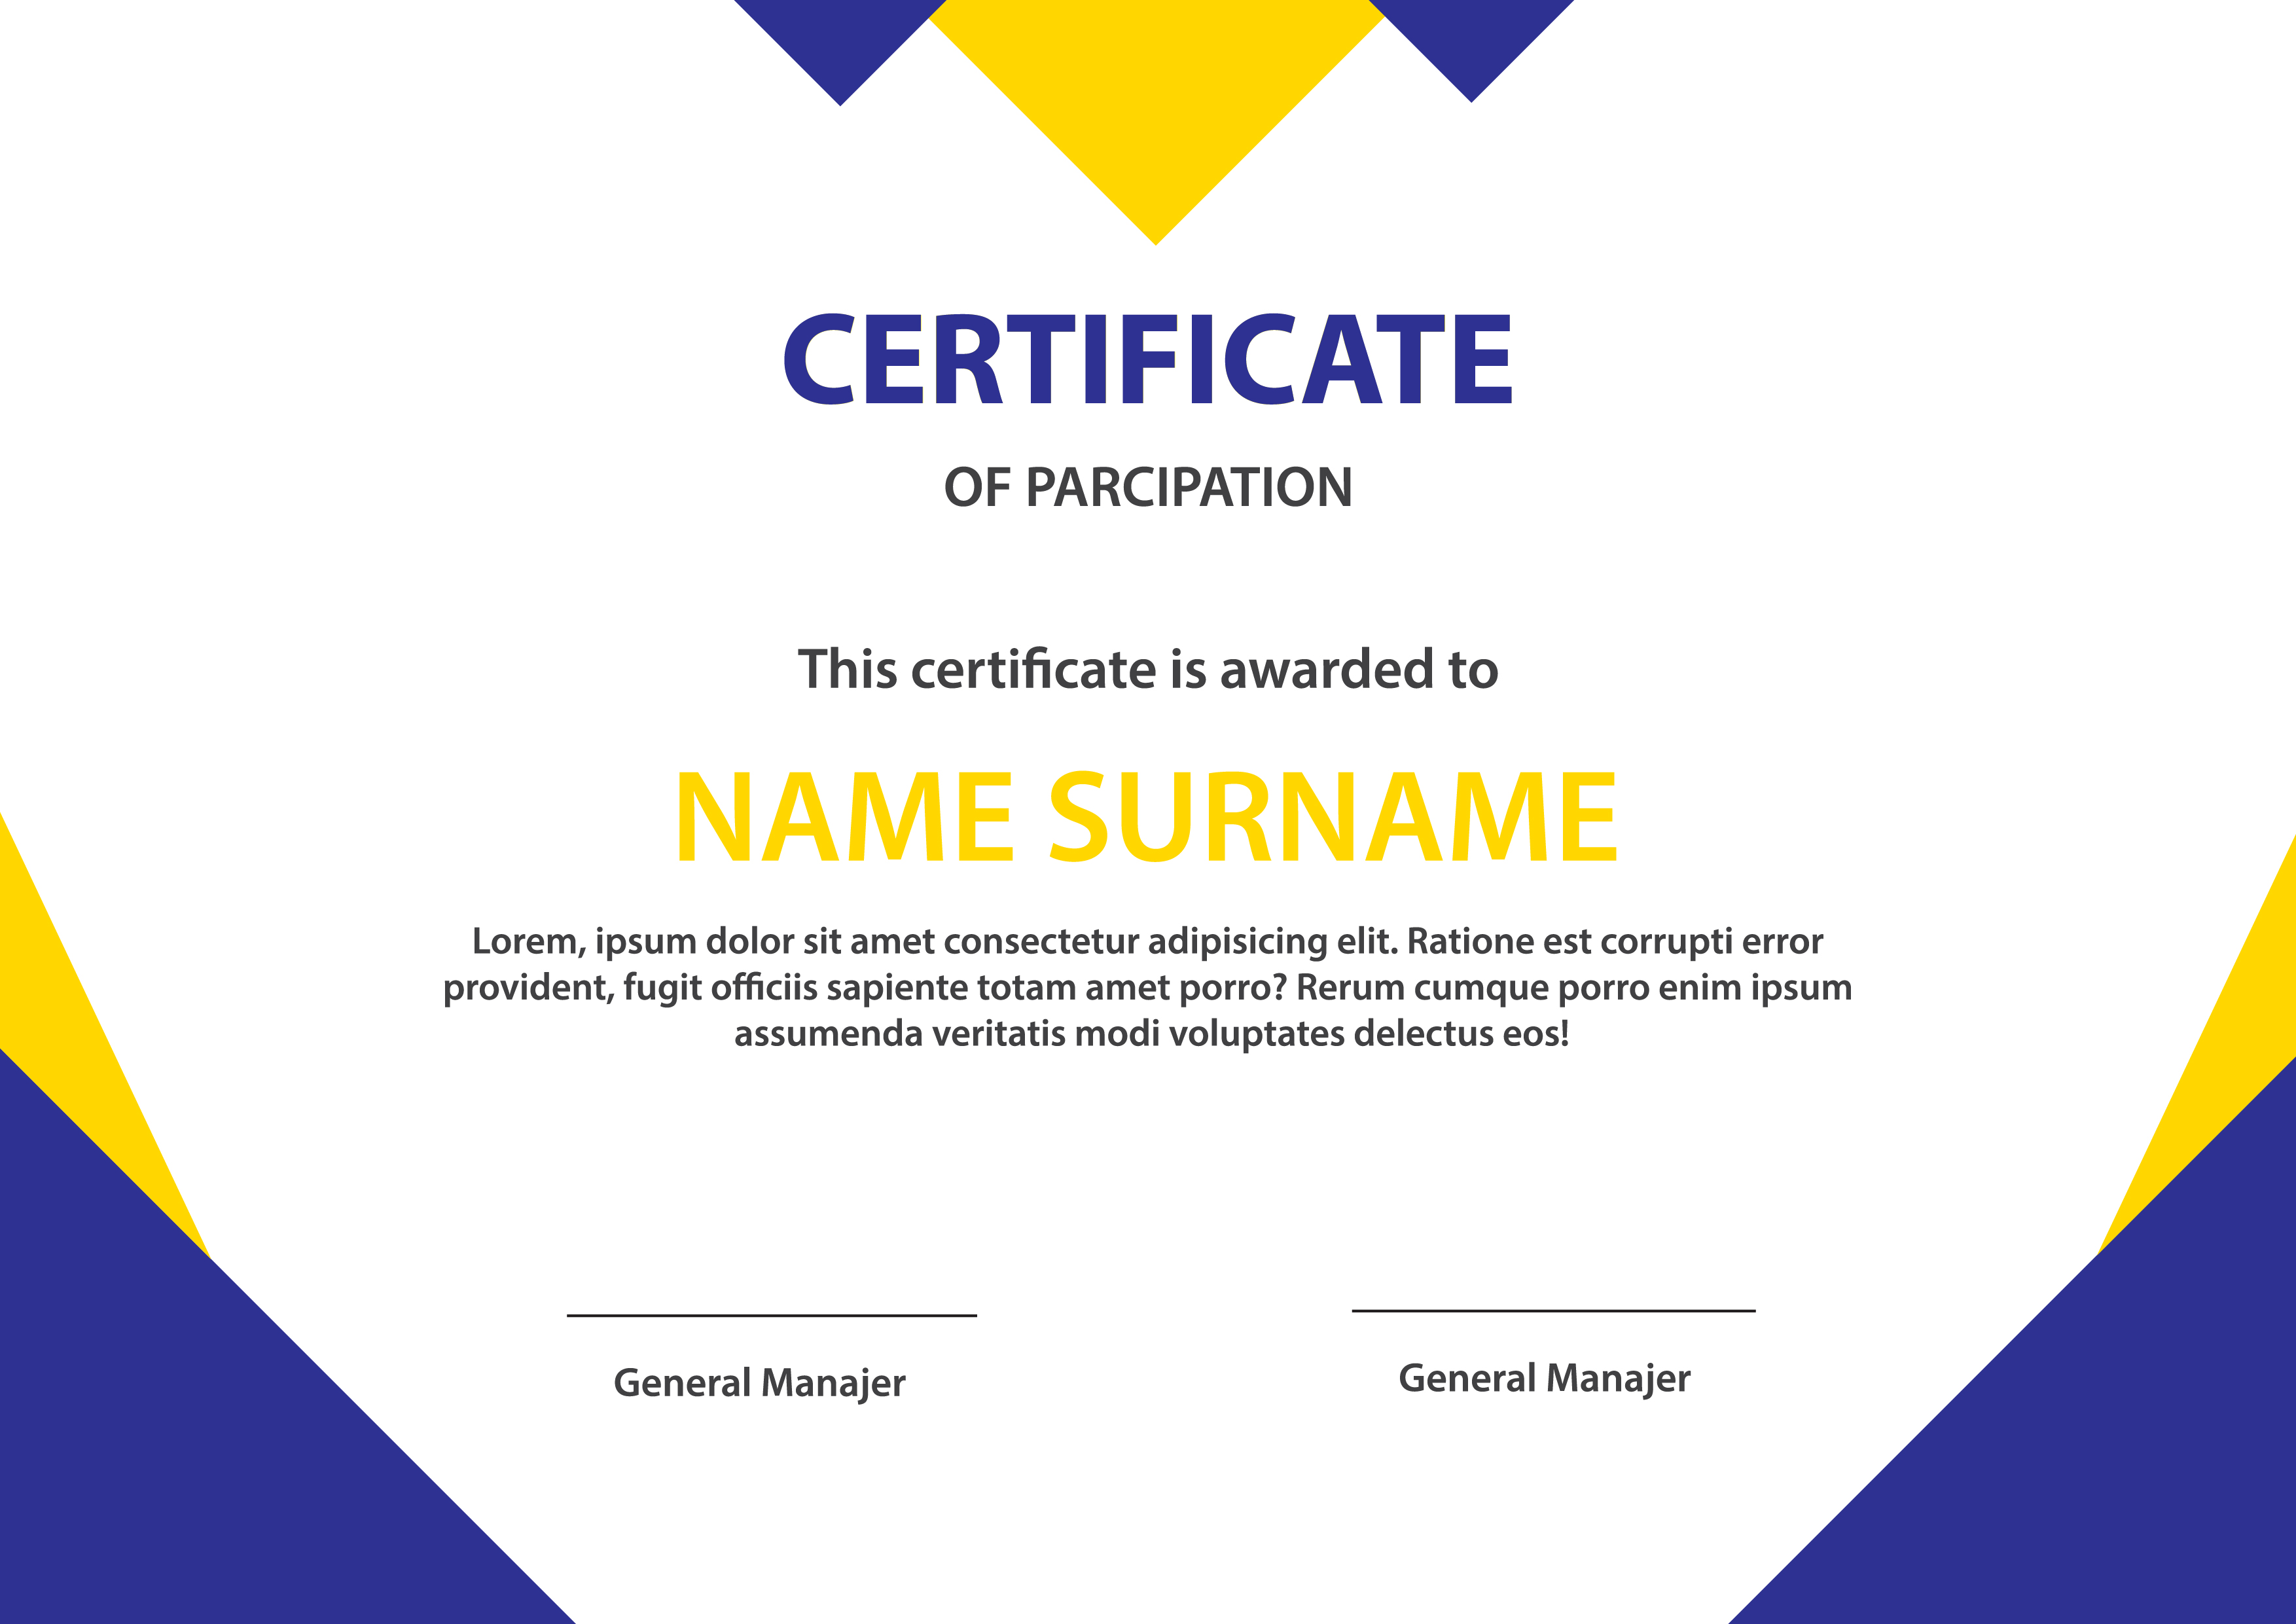 CERTIFICATE
OF PARCIPATION
This certificate is awarded to
NAME SURNAME
Lorem, ipsum dolor sit amet consectetur adipisicing elit. Ratione est corrupti error
provident, fugit officiis sapiente totam amet porro? Rerum cumque porro enim ipsum
assumenda veritatis modi voluptates delectus eos!
General Manajer
General Manajer